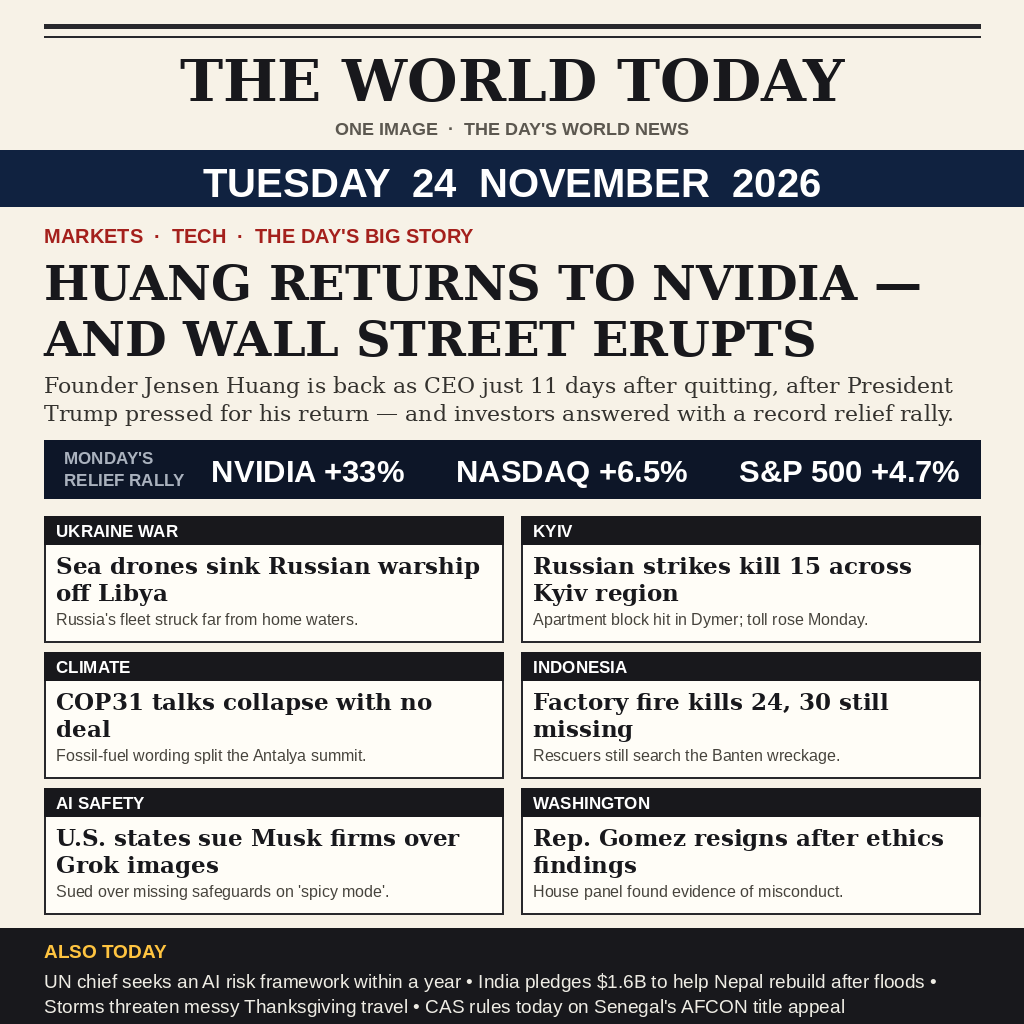 THE WORLD TODAY
ONE IMAGE · THE DAY'S WORLD NEWS
TUESDAY 24 NOVEMBER 2026
MARKETS · TECH · THE DAY'S BIG STORY
HUANG RETURNS TO NVIDIA —
AND WALL STREET ERUPTS
Founder Jensen Huang is back as CEO just 11 days after quitting, after President
Trump pressed for his return — and investors answered with a record relief rally.
MONDAY'S
RELIEF RALLY
NVIDIA +33% NASDAQ +6.5% S&P 500 +4.7%
UKRAINE WAR
Sea drones sink Russian warship
off Libya
Russia's fleet struck far from home waters.
KYIV
Russian strikes kill 15 across
Kyiv region
Apartment block hit in Dymer; toll rose Monday.
CLIMATE
COP31 talks collapse with no
deal
Fossil-fuel wording split the Antalya summit.
INDONESIA
Factory fire kills 24, 30 still
missing
Rescuers still search the Banten wreckage.
AI SAFETY
U.S. states sue Musk firms over
Grok images
Sued over missing safeguards on 'spicy mode'.
WASHINGTON
Rep. Gomez resigns after ethics
findings
House panel found evidence of misconduct.
ALSO TODAY
UN chief seeks an AI risk framework within a year • India pledges $1.6B to help Nepal rebuild after floods •
Storms threaten messy Thanksgiving travel • CAS rules today on Senegal's AFCON title appeal